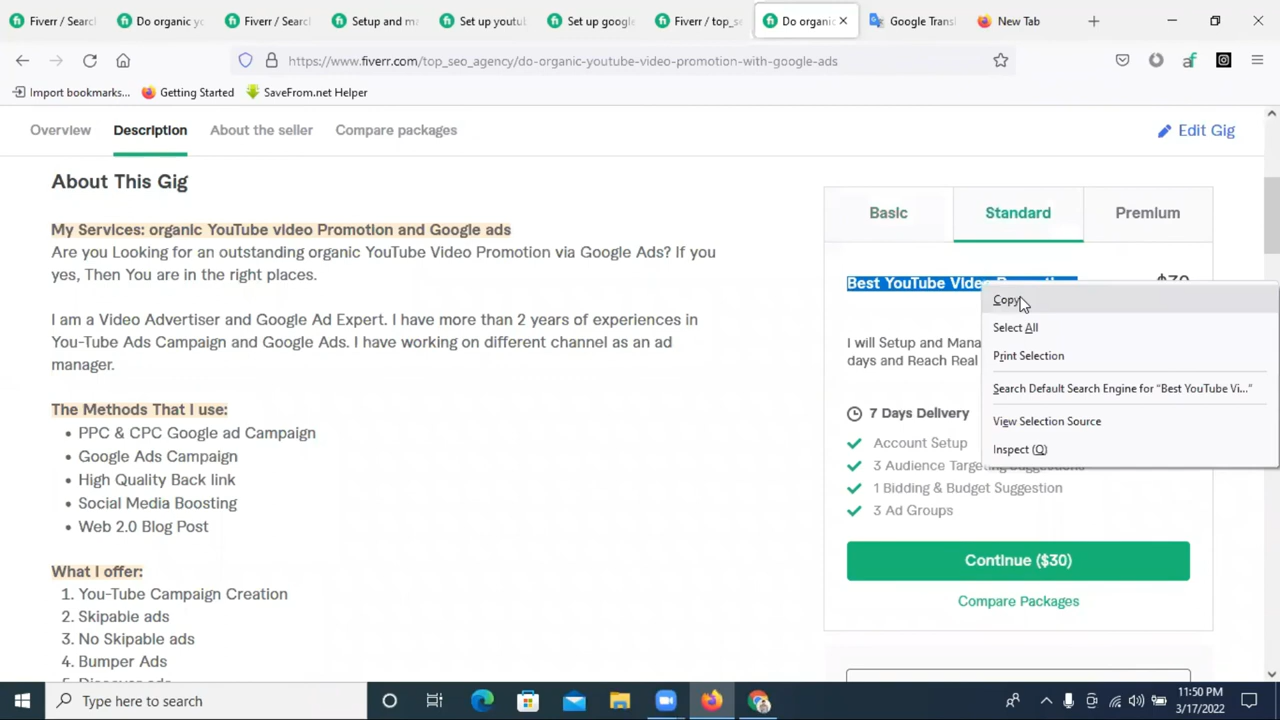 Fiverr / Searc
Do organic yo
Fiverr / Searc
Setup and ma
Set up youtu
Set up google
Fiverr / top_se
Do organic
Google Trans
New Tab
https://www.fiverr.com/top_seo_agency/do-organic-youtube-video-promotion-with-google-ads
Import bookmarks...
Getting Started
SaveFrom.net Helper
Overview
Description
About the seller
Compare packages
Edit Gig
About This Gig
My Services: organic YouTube video Promotion and Google ads
Are you Looking for an outstanding organic YouTube Video Promotion via Google Ads? If you
yes, Then You are in the right places.
I am a Video Advertiser and Google Ad Expert. I have more than 2 years of experiences in
You-Tube Ads Campaign and Google Ads. I have working on different channel as an ad
manager.
The Methods That I use:
• PPC & CPC Google ad Campaign
• Google Ads Campaign
• High Quality Back link
• Social Media Boosting
• Web 2.0 Blog Post
What I offer:
1. You-Tube Campaign Creation
2. Skipable ads
3. No Skipable ads
4. Bumper Ads
Basic
Standard
Premium
Best YouTube Video Promotion
$30
I will Setup and Mana
days and Reach Real
7 Days Delivery
Account Setup
3 Audience Targeting Suggestions
1 Bidding & Budget Suggestion
3 Ad Groups
Continue ($30)
Compare Packages
Copy
Select All
Print Selection
Search Default Search Engine for “Best YouTube Vi...”
View Selection Source
Inspect (Q)
Type here to search
11:50 PM
3/17/2022